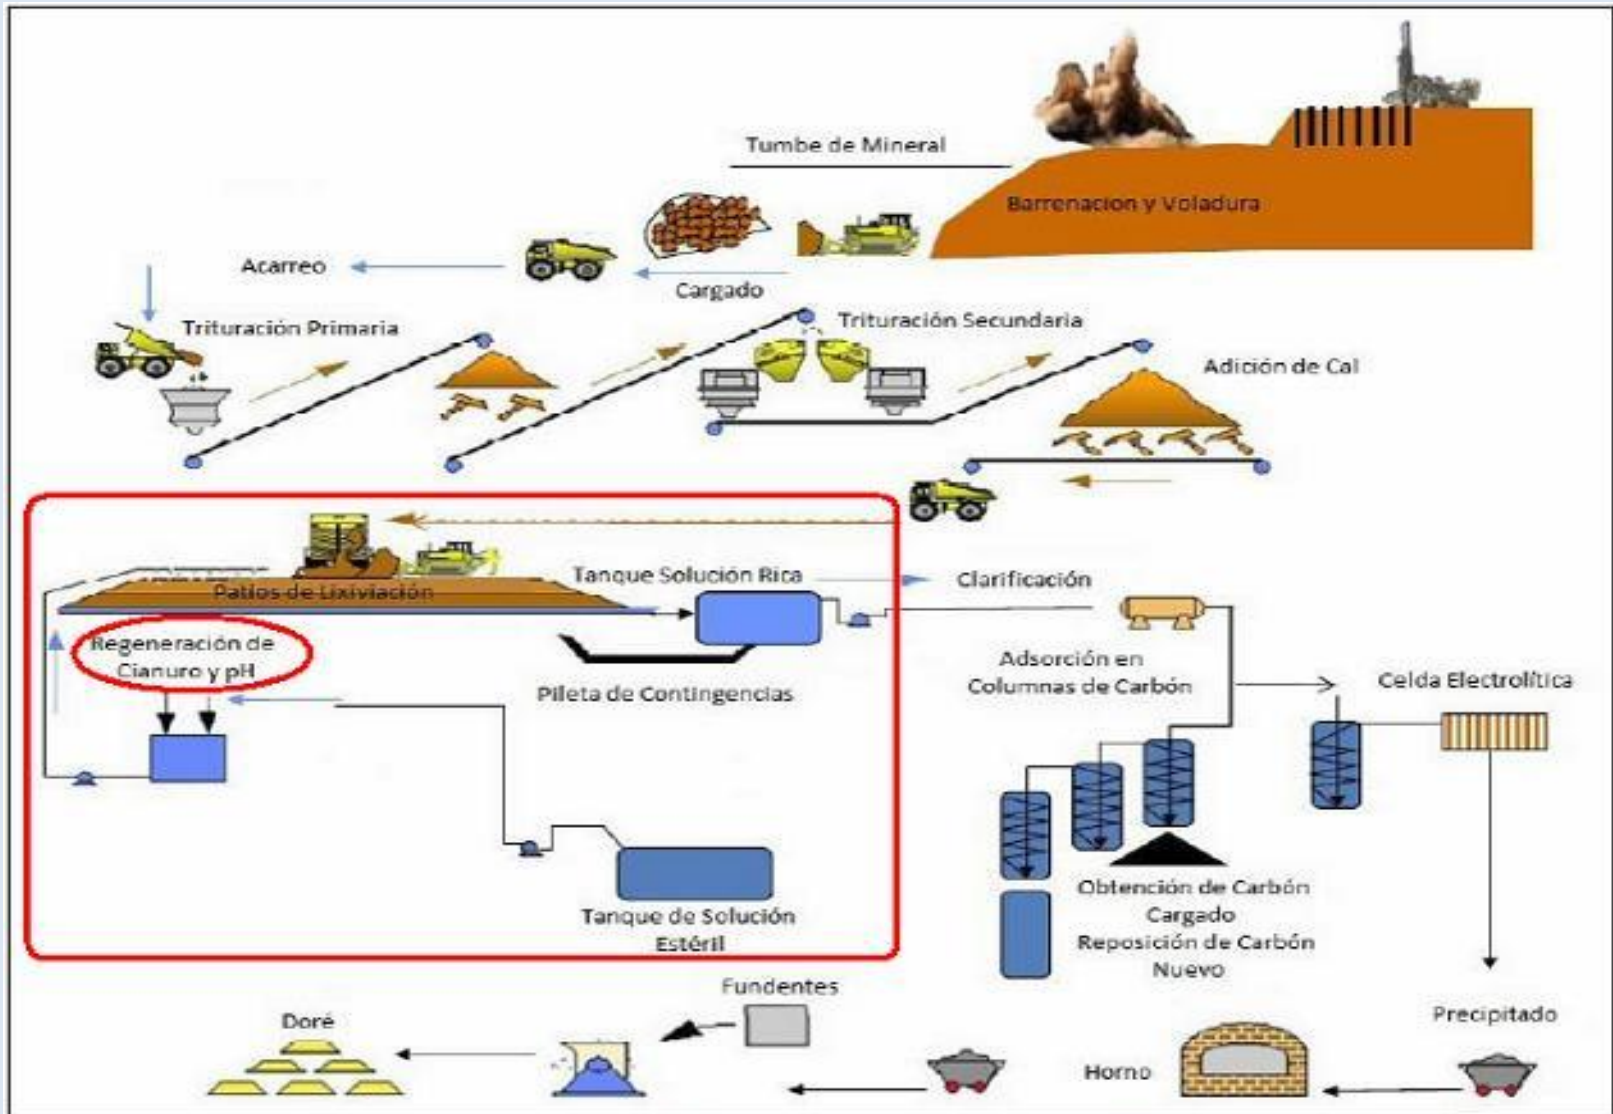 Tumbe de Mineral
Barrenacion y Voladura
Acarreo
Cargado
Trituración Primaria
Trituración Secundaria
Adición de Cal
Patios de Lixiviación
Tanque Solución Rica
Clarificación
Regeneración de
Cianuro y pH
Pileta de Contingencias
Adsorción en
Columnas de Carbón
Celda Electrolítica
Tanque de Solución
Estéril
Obtención de Carbón
Cargado
Reposición de Carbón
Nuevo
Fundentes
Doré
Precipitado
Horno